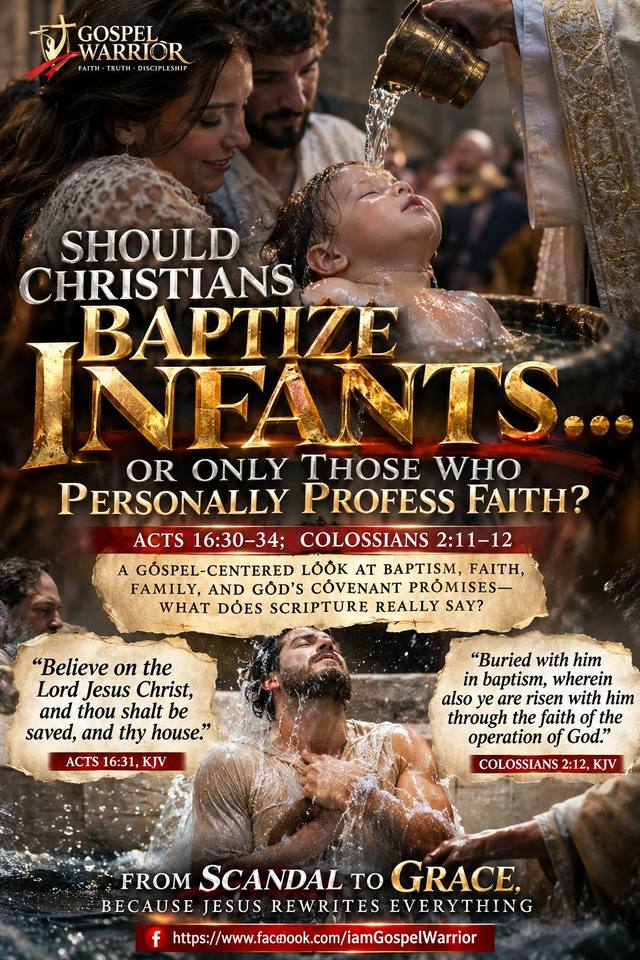 GOSPEL
WARRIOR
FAITH · TRUTH · DISCIPLESHIP
SHOULD
CHRISTIANS
BAPTIZE
INFANTS...
OR ONLY THOSE WHO
PERSONALLY PROFESS FAITH?
ACTS 16:30–34; COLOSSIANS 2:11–12
A GOSPEL-CENTERED LOOK AT BAPTISM, FAITH,
FAMILY, AND GOD'S COVENANT PROMISES—
WHAT DOES SCRIPTURE REALLY SAY?
"Believe on the
Lord Jesus Christ,
and thou shalt be
saved, and thy house."
ACTS 16:31, KJV
"Buried with him
in baptism, wherein
also ye are risen with him
through the faith of the
operation of God."
COLOSSIANS 2:12, KJV
FROM SCANDAL TO GRACE,
BECAUSE JESUS REWRITES EVERYTHING
f https://www.facebook.com/iamGospelWarrior